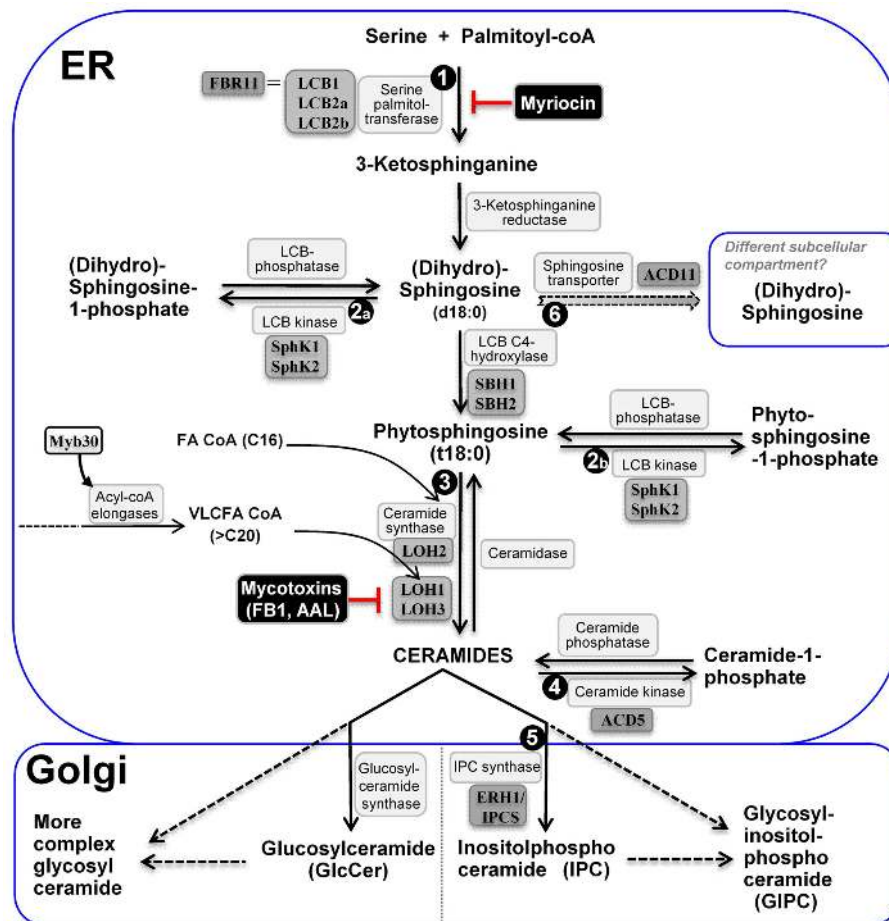 Serine + Palmitoyl-coA
ER
1
FBR11
=
LCB1
LCB2a
LCB2b
Serine
palmitol-
transferase
Myriocin
3-Ketosphinganine
3-Ketosphinganine
reductase
(Dihydro)-
Sphingosine-
1-phosphate
LCB-
phosphatase
LCB kinase
2a
SphK1
SphK2
(Dihydro)-
Sphingosine
(d18:0)
Sphingosine
transporter
ACD11
6
Different subcellular
compartment?
(Dihydro)-
Sphingosine
LCB C4-
hydroxylase
SBH1
SBH2
Phytosphingosine
(t18:0)
LCB-
phosphatase
2b
LCB kinase
SphK1
SphK2
Phyto-
sphingosine
-1-phosphate
Myb30
Acyl-coA
elongases
FA CoA (C16)
VLCFA CoA
(>C20)
3
Ceramide
synthase
LOH2
LOH1
LOH3
Ceramidase
Mycotoxins
(FB1, AAL)
CERAMIDES
Ceramide
phosphatase
4
Ceramide kinase
ACD5
Ceramide-1-
phosphate
Golgi
5
Glucosyl-
ceramide
synthase
IPC synthase
ERH1/
IPCS
More
complex
glycosyl
ceramide
Glucosylceramide
(GlcCer)
Inositolphospho
ceramide (IPC)
Glycosyl-
inositol-
phospho
ceramide
(GIPC)